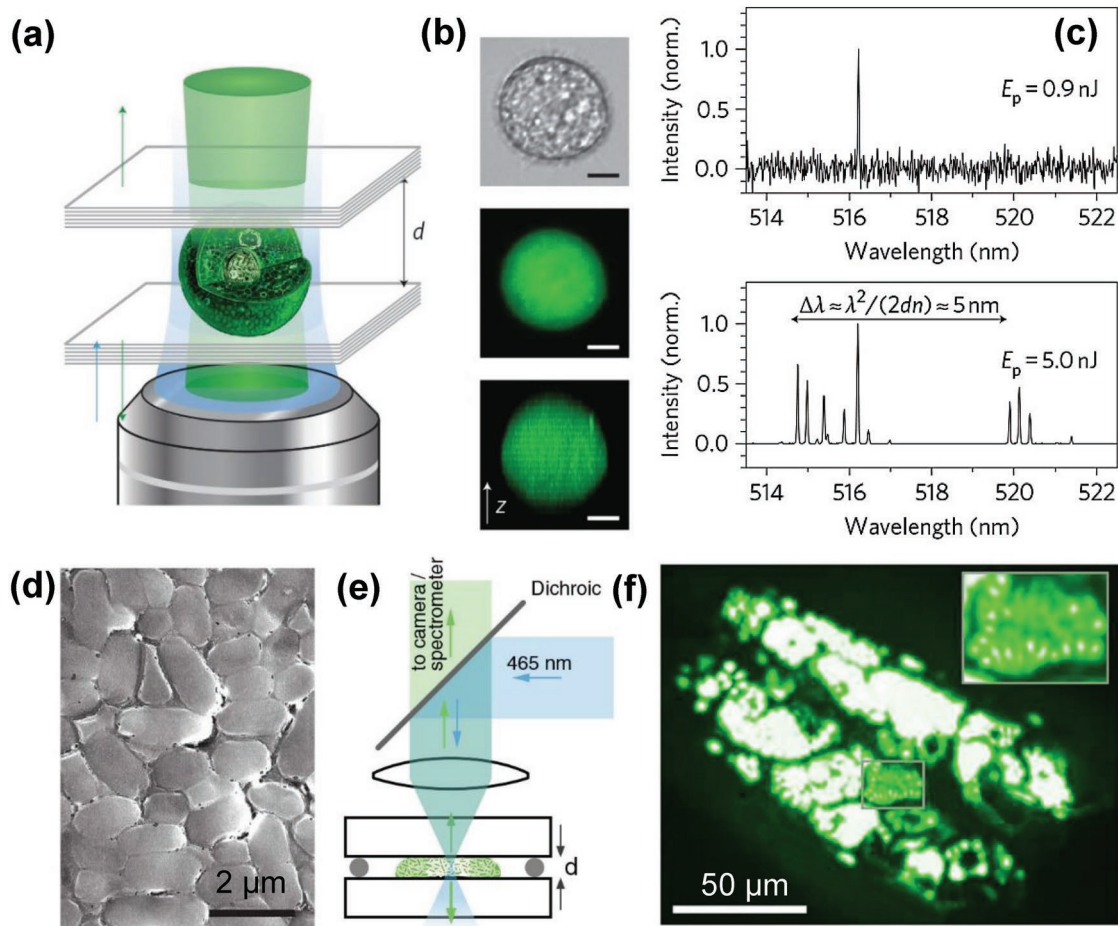 (a)
d
(b)
z
(c)
Intensity (norm.)
1.0
0.5
0.0
E_p = 0.9 nJ
514 516 518 520 522
Wavelength (nm)
Δλ ≈ λ²/(2dn) ≈ 5 nm
Intensity (norm.)
1.0
0.5
0.0
E_p = 5.0 nJ
514 516 518 520 522
Wavelength (nm)
(d)
2 µm
(e)
to camera /
spectrometer
Dichroic
465 nm
d
(f)
50 µm